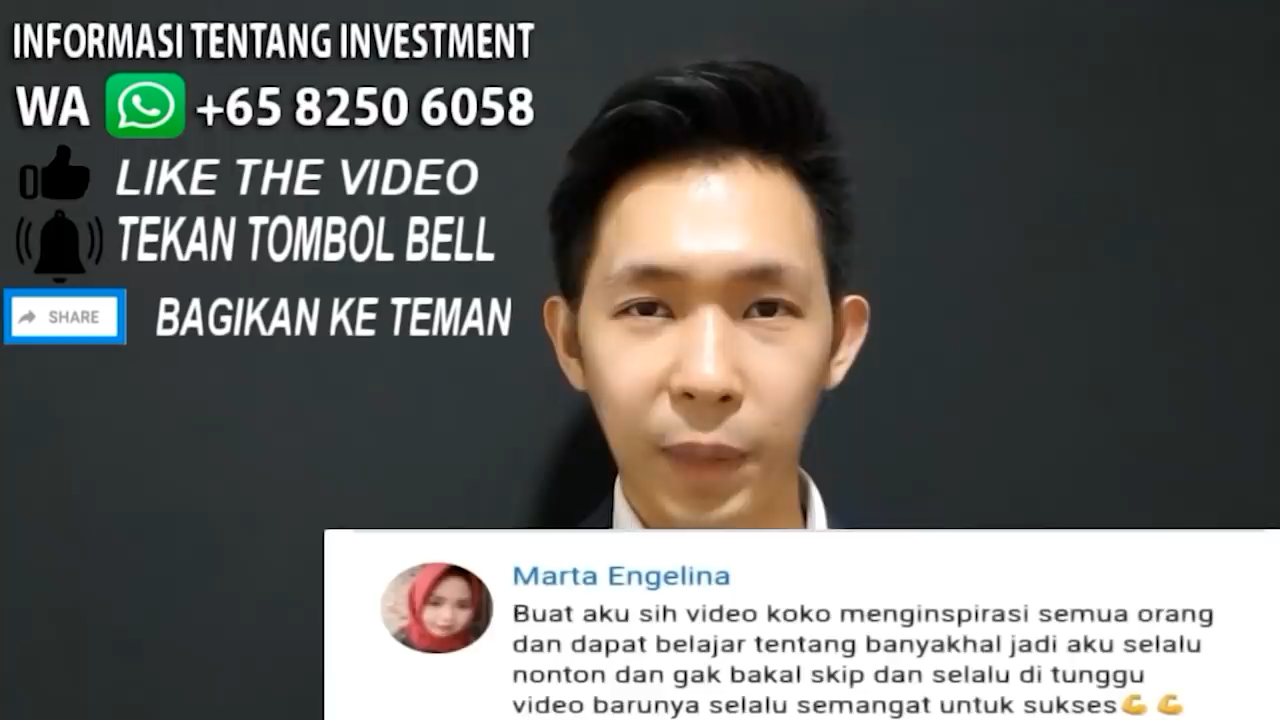 INFORMASI TENTANG INVESTMENT
WA +65 8250 6058
LIKE THE VIDEO
TEKAN TOMBOL BELL
SHARE BAGIKAN KE TEMAN
Marta Engelina
Buat aku sih video koko menginspirasi semua orang
dan dapat belajar tentang banyakhal jadi aku selalu
nonton dan gak bakal skip dan selalu di tunggu
video barunya selalu semangat untuk sukses💪 💪